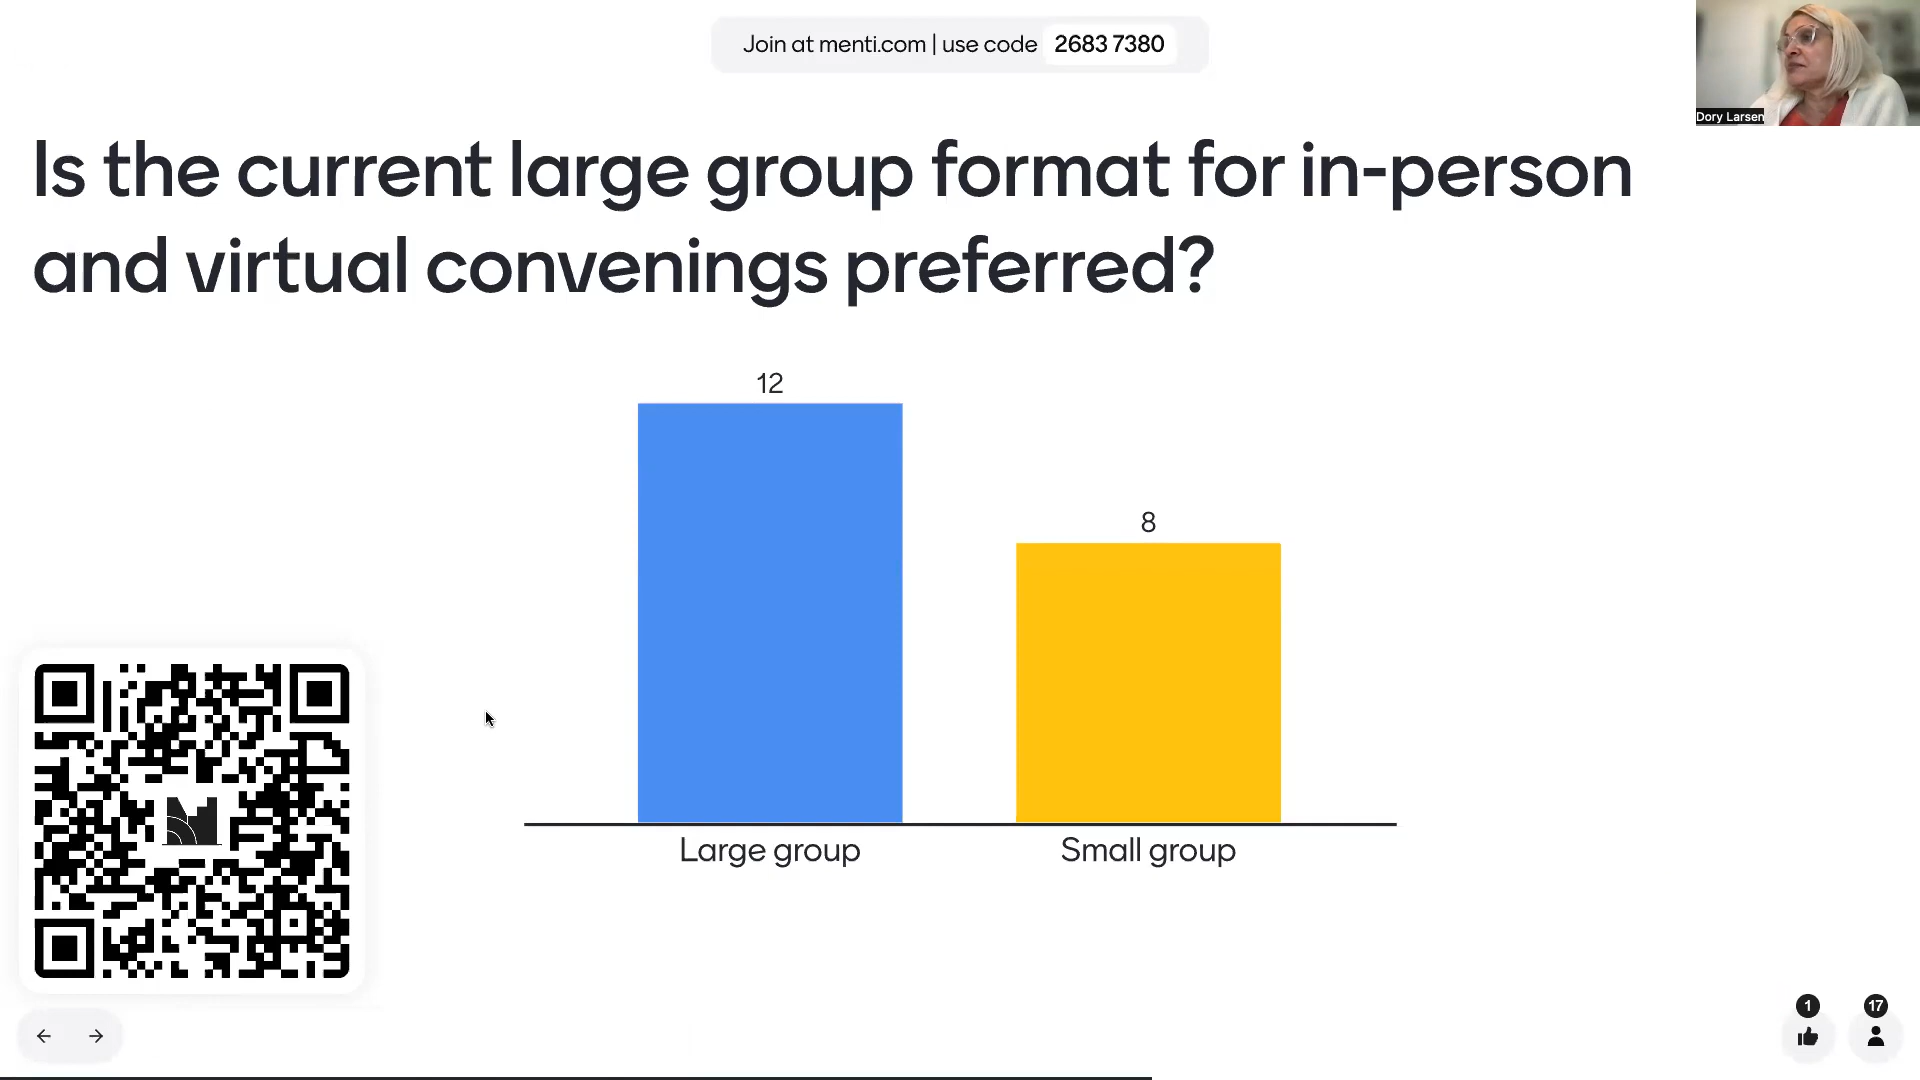 Join at menti.com | use code 2683 7380
Dory Larsen
Is the current large group format for in-person
and virtual convenings preferred?
12
8
Large group
Small group
1
17